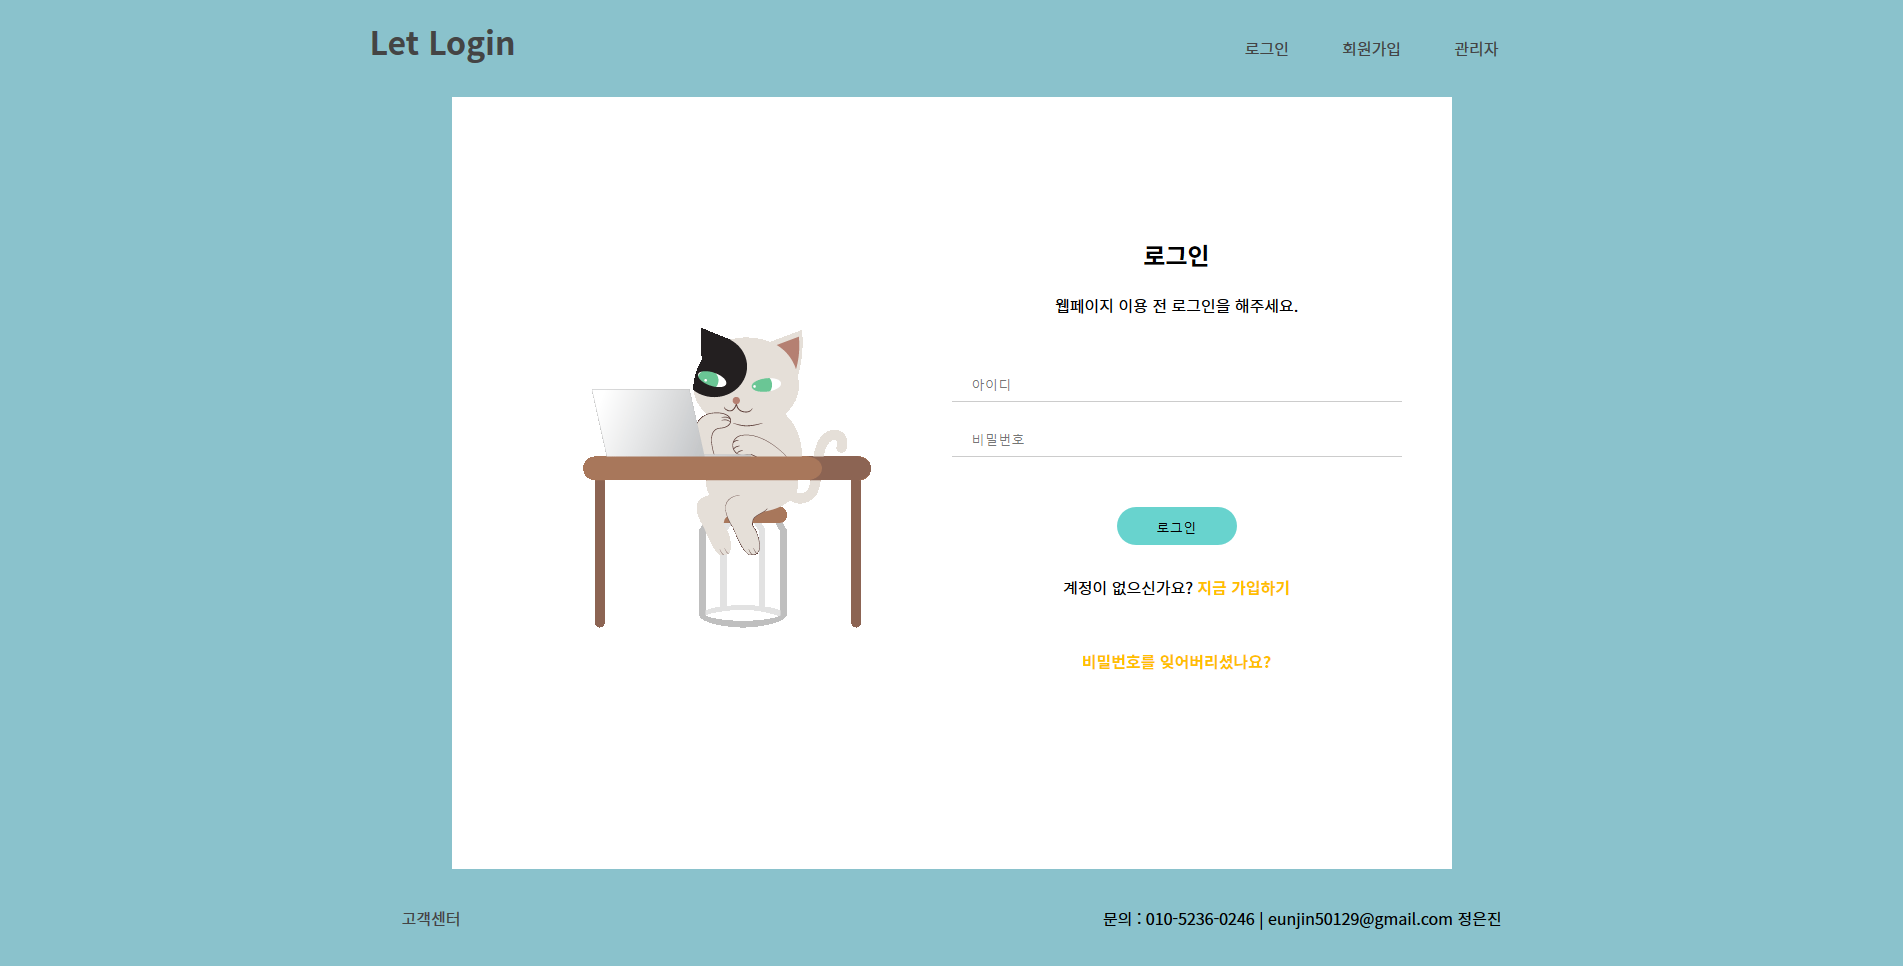 Let Login
로그인 회원가입 관리자
로그인
웹페이지 이용 전 로그인을 해주세요.
아이디
비밀번호
로그인
계정이 없으신가요? 지금 가입하기
비밀번호를 잊어버리셨나요?
고객센터
문의 : 010-5236-0246 | eunjin50129@gmail.com 정은진